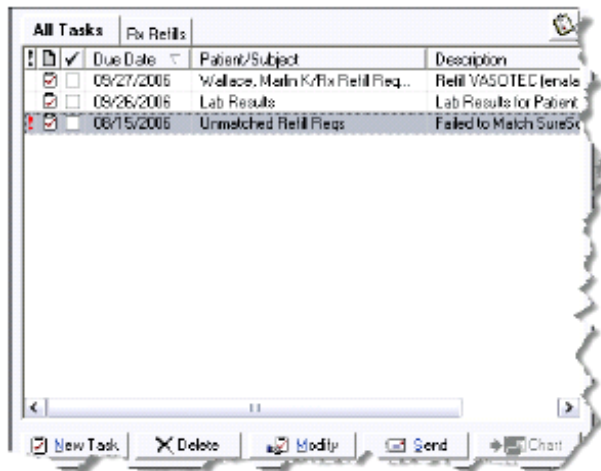 All Tasks Rx Refills
! Due Date Patient/Subject Description
09/27/2006 Wallace, Marlin K/Rx Refill Req... Refill VASOTEC (enala
09/26/2006 Lab Results Lab Results for Patient
! 08/15/2006 Unmatched Refill Reqs Failed to Match SureSc
New Task Delete Modify Send Chart